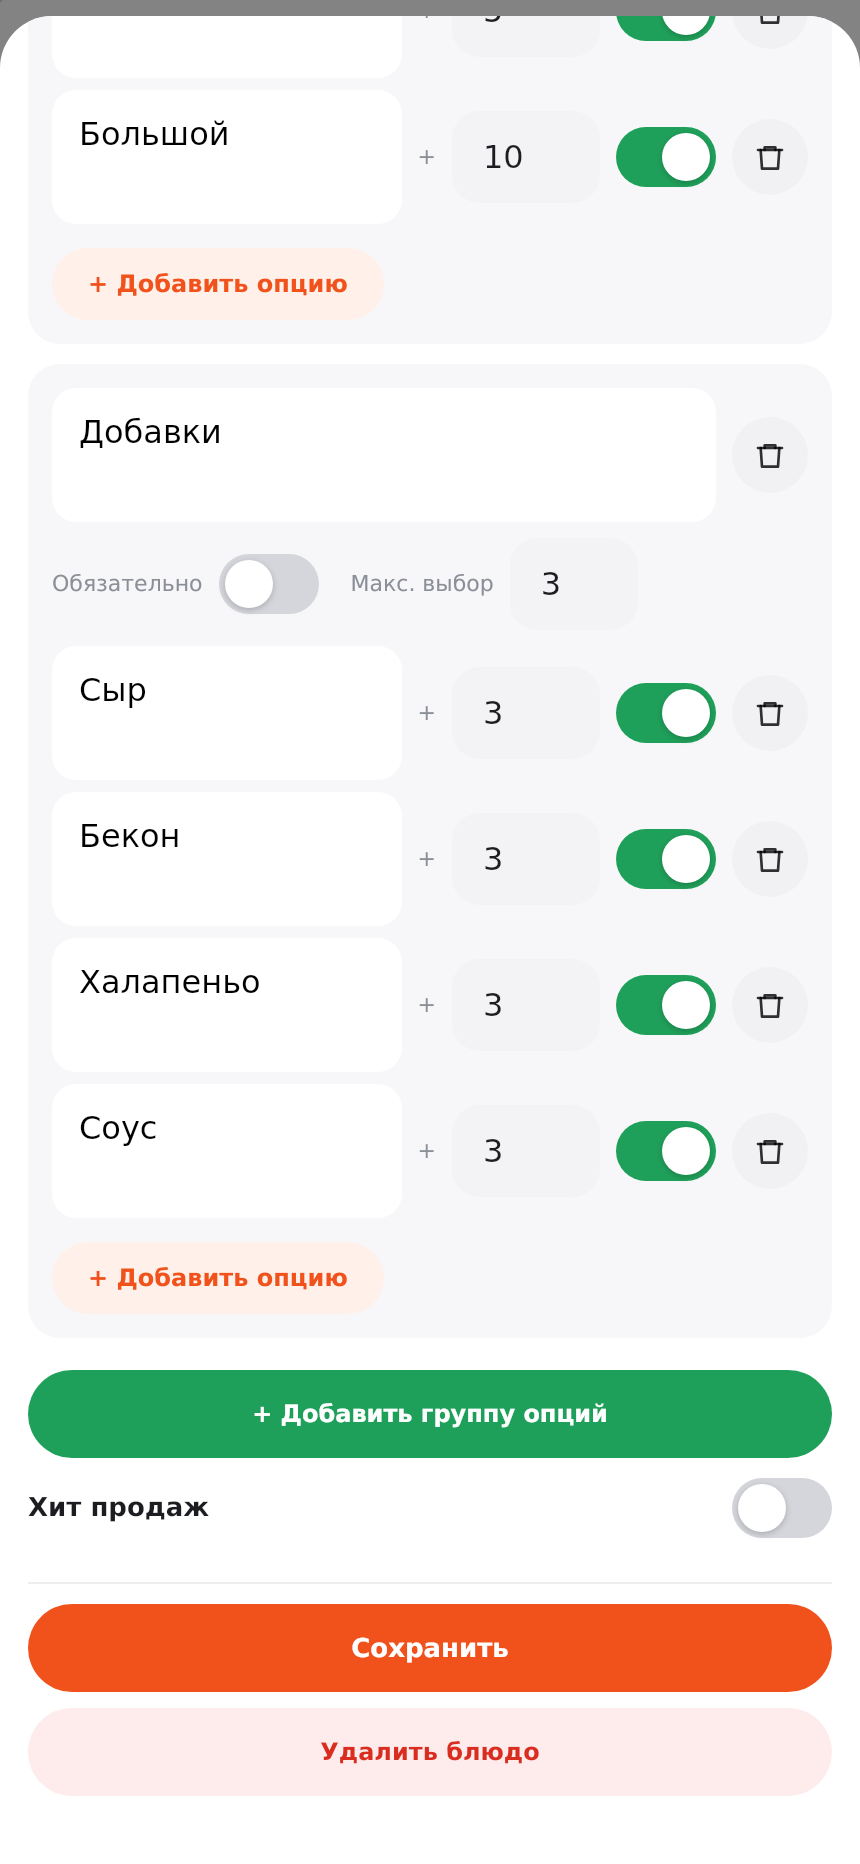 Большой + 10
+ Добавить опцию
Добавки
Обязательно Макс. выбор 3
Сыр + 3
Бекон + 3
Халапеньо + 3
Соус + 3
+ Добавить опцию
+ Добавить группу опций
Хит продаж
Сохранить
Удалить блюдо